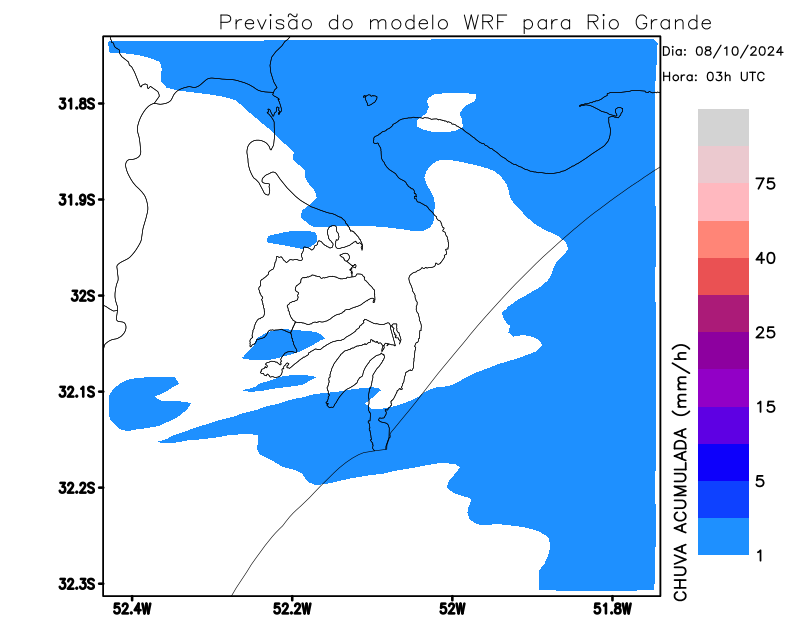 Previsão do modelo WRF para Rio Grande
Dia: 08/10/2024
Hora: 03h UTC
31.8S
31.9S
32S
32.1S
32.2S
32.3S
52.4W
52.2W
52W
51.8W
75
40
25
15
5
1
CHUVA ACUMULADA (mm/h)